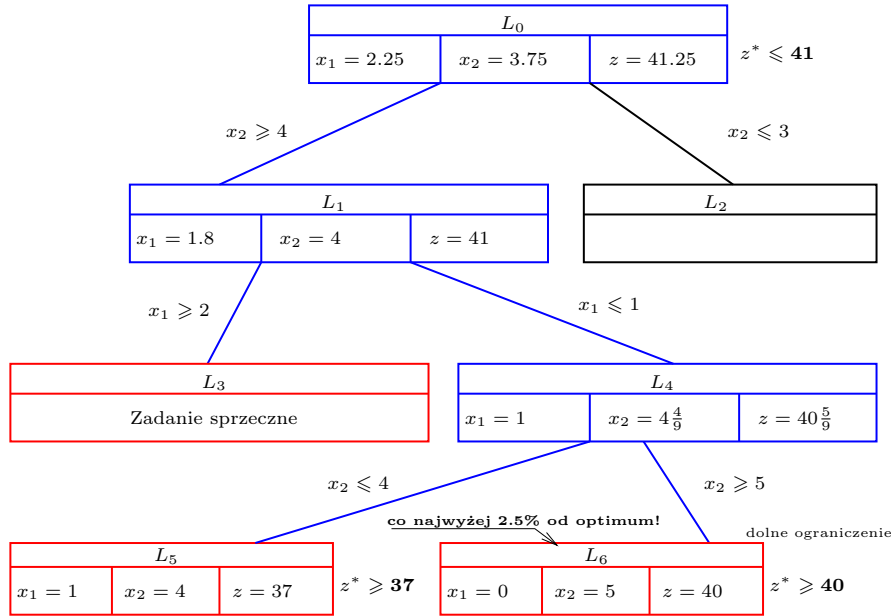 L₀
x₁ = 2.25 x₂ = 3.75 z = 41.25 z* ⩽ 41
x₂ ⩾ 4 x₂ ⩽ 3
L₁ L₂
x₁ = 1.8 x₂ = 4 z = 41
x₁ ⩾ 2 x₁ ⩽ 1
L₃ L₄
Zadanie sprzeczne x₁ = 1 x₂ = 4 4/9 z = 40 5/9
x₂ ⩽ 4 x₂ ⩾ 5
co najwyżej 2.5% od optimum!
dolne ograniczenie
L₅ L₆
x₁ = 1 x₂ = 4 z = 37 z* ⩾ 37 x₁ = 0 x₂ = 5 z = 40 z* ⩾ 40